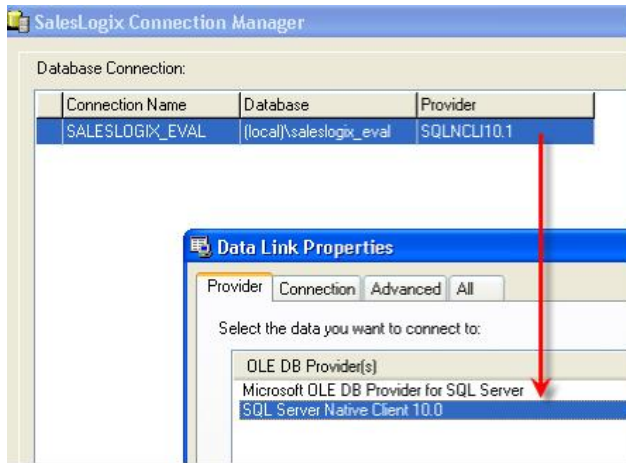 SalesLogix Connection Manager
Database Connection:
Connection Name Database Provider
SALESLOGIX_EVAL (local)\saleslogix_eval SQLNCLI10.1
Data Link Properties
Provider Connection Advanced All
Select the data you want to connect to:
OLE DB Provider(s)
Microsoft OLE DB Provider for SQL Server
SQL Server Native Client 10.0